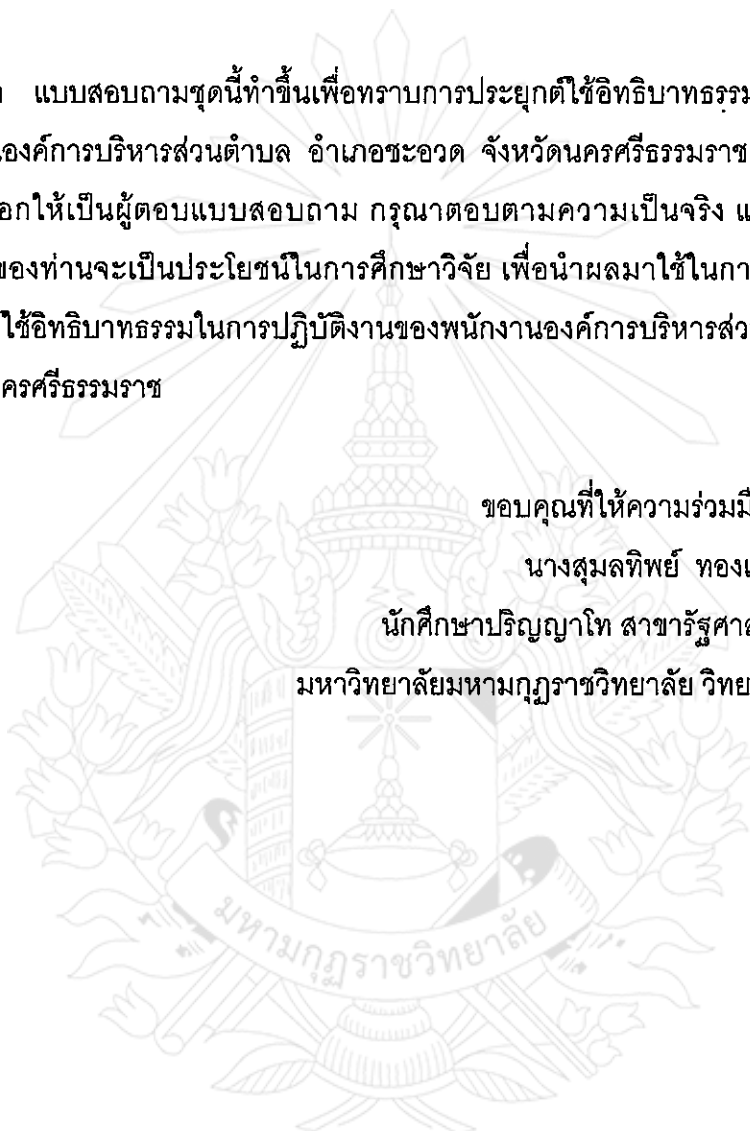 แบบสอบถามชุดนี้ทำขึ้นเพื่อทราบการประยุกต์ใช้อิทธิบาทธรรม
องค์การบริหารส่วนตำบล อำเภอชะอวด จังหวัดนครศรีธรรมราช
อกให้เป็นผู้ตอบแบบสอบถาม กรุณาตอบตามความเป็นจริง แ
ของท่านจะเป็นประโยชน์ในการศึกษาวิจัย เพื่อนำผลมาใช้ในกา
ใช้อิทธิบาทธรรมในการปฏิบัติงานของพนักงานองค์การบริหารส่ว
ครศรีธรรมราช
ขอบคุณที่ให้ความร่วมมื
นางสุมลทิพย์ ทองเ
นักศึกษาปริญญาโท สาขารัฐศาส
มหาวิทยาลัยมหามกุฏราชวิทยาลัย วิทย
มหามกุฏราชวิทยาลัย